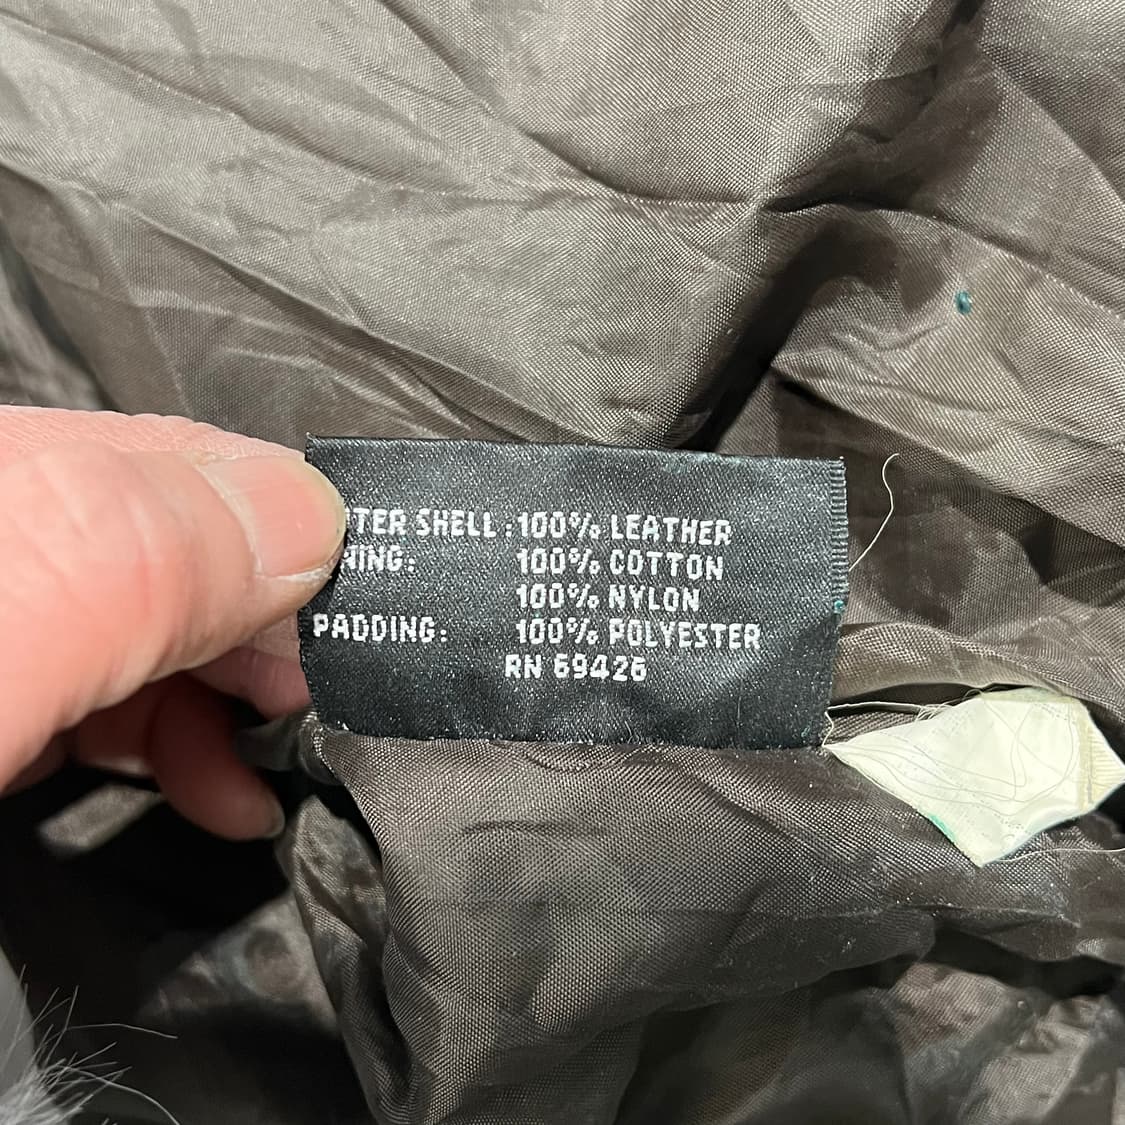 TER SHELL : 100% LEATHER
NING: 100% COTTON
100% NYLON
PADDING: 100% POLYESTER
RN 69426